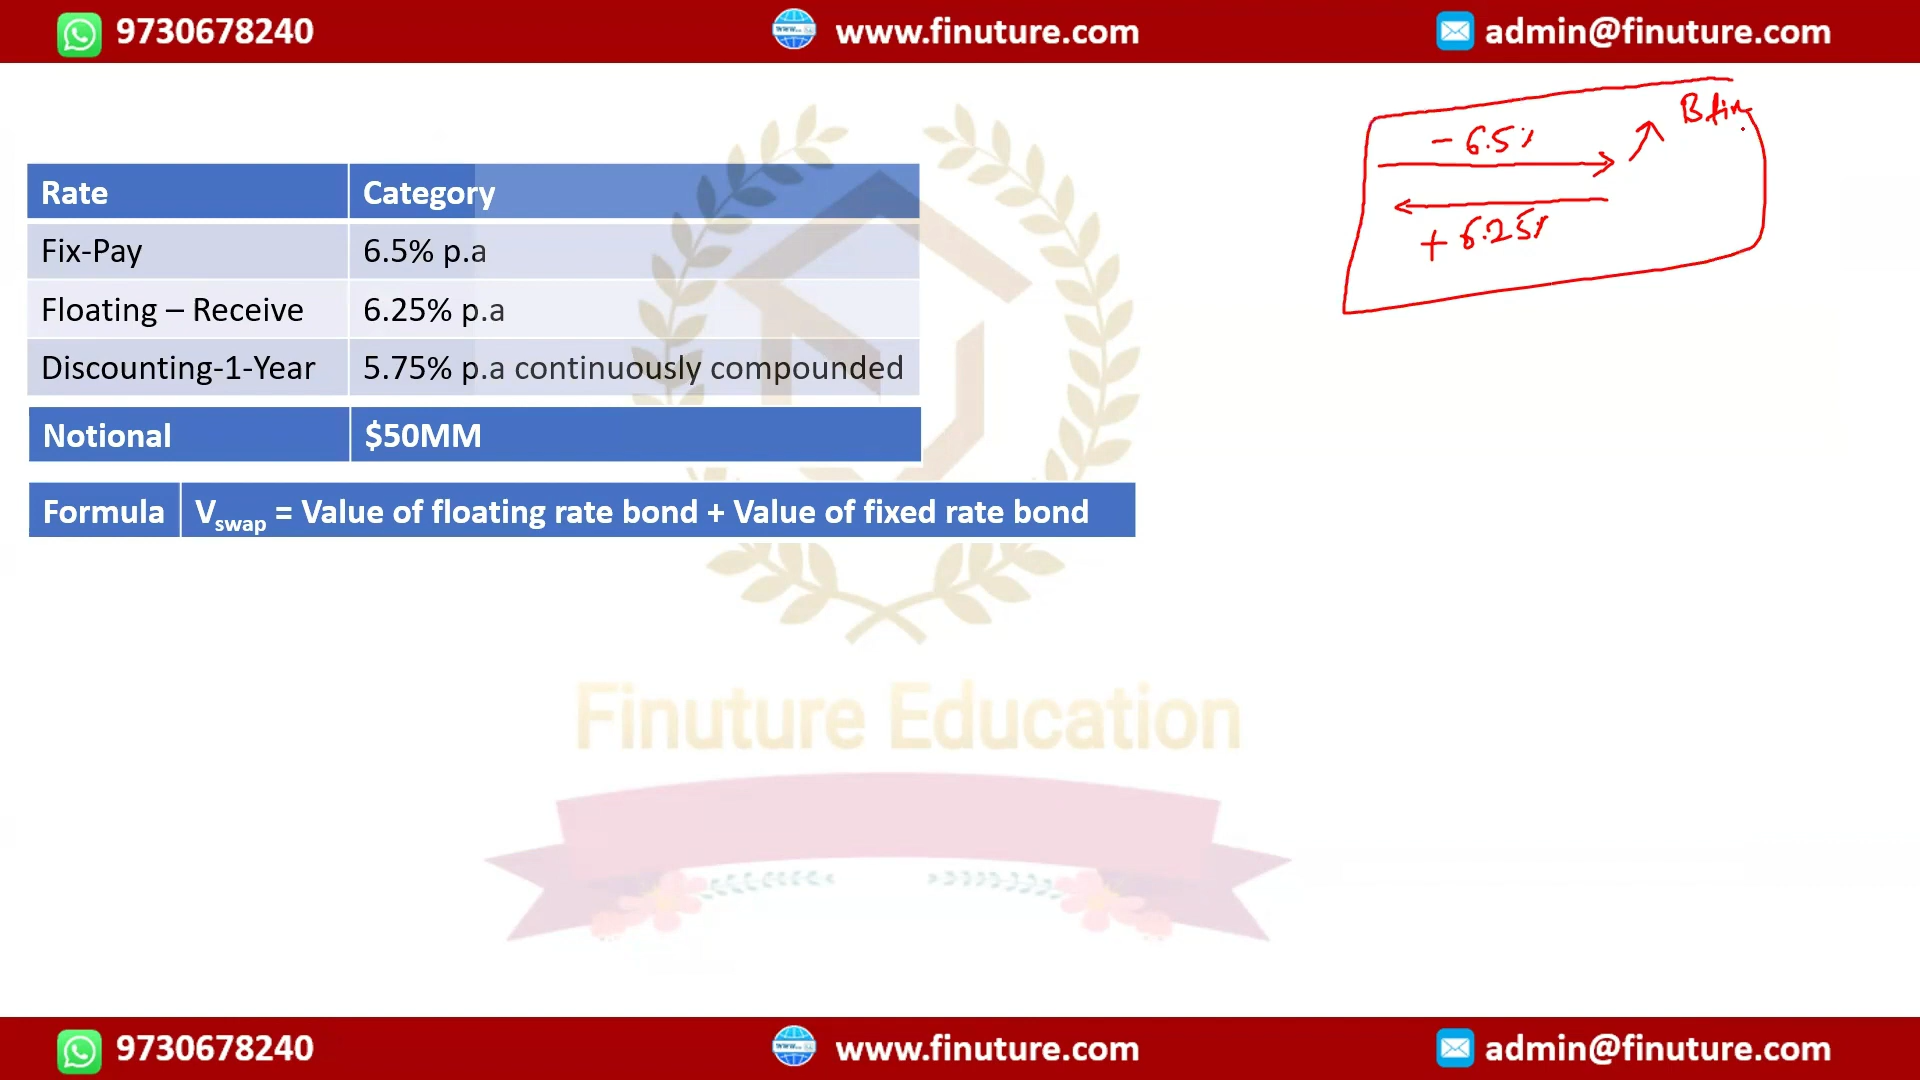 9730678240 www.finuture.com admin@finuture.com
- 6.5% B fix
+ 6.25%
Rate Category
Fix-Pay 6.5% p.a
Floating – Receive 6.25% p.a
Discounting-1-Year 5.75% p.a continuously compounded
Notional $50MM
Formula Vswap = Value of floating rate bond + Value of fixed rate bond
Finuture Education
9730678240 www.finuture.com admin@finuture.com